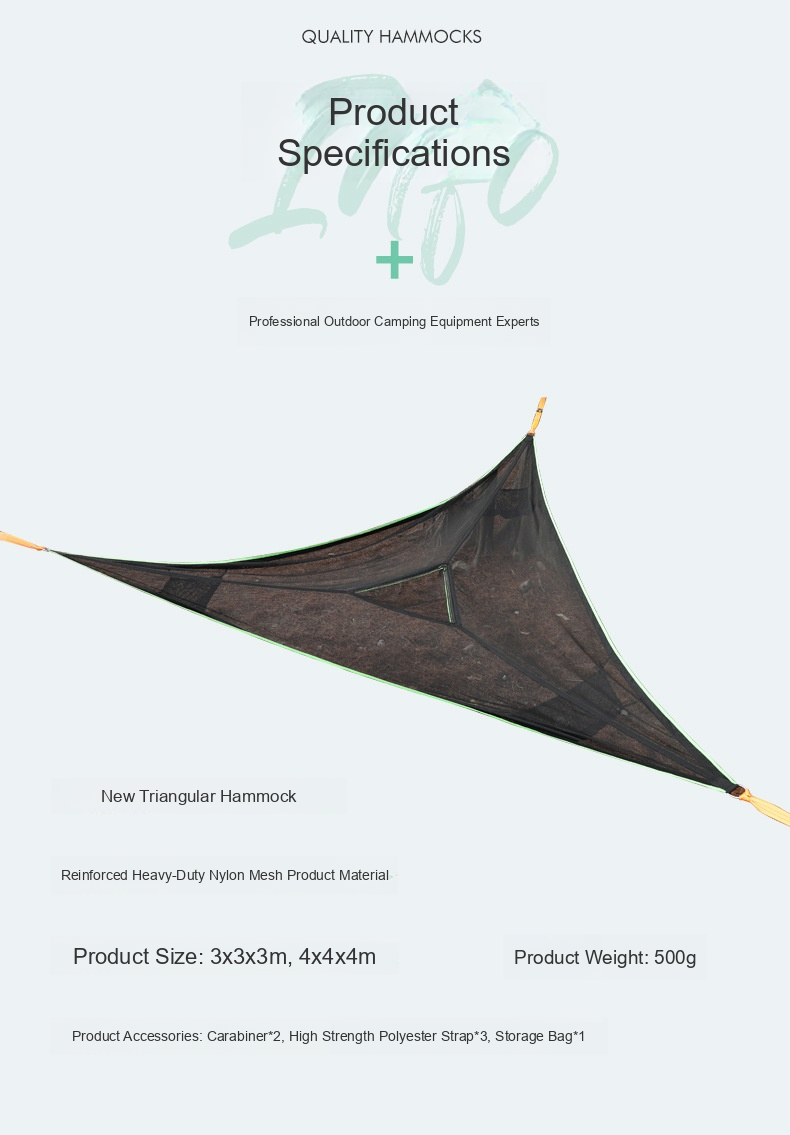 QUALITY HAMMOCKS
Info
Product
Specifications
Professional Outdoor Camping Equipment Experts
New Triangular Hammock
Reinforced Heavy-Duty Nylon Mesh Product Material
Product Size: 3x3x3m, 4x4x4m
Product Weight: 500g
Product Accessories: Carabiner*2, High Strength Polyester Strap*3, Storage Bag*1